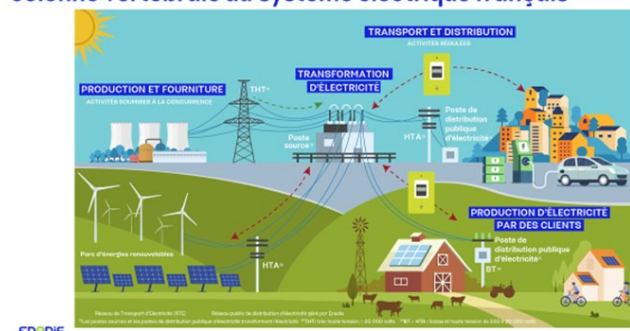 colonne vertébrale du système électrique français
TRANSPORT ET DISTRIBUTION
ACTIVITÉS RÉGULÉES
PRODUCTION ET FOURNITURE
ACTIVITÉS SOUMISES À LA CONCURRENCE
THT
TRANSFORMATION
D'ÉLECTRICITÉ
Poste
source
HTA
Poste de
distribution
publique
d'électricité
PRODUCTION D'ÉLECTRICITÉ
PAR DES CLIENTS
Parc d'énergies renouvelables
HTA
Poste de
distribution publique
d'électricité
BT
Réseau de Transport d'Électricité (RTE)
Réseau public de distribution d'électricité géré par Enedis
ENEDIS